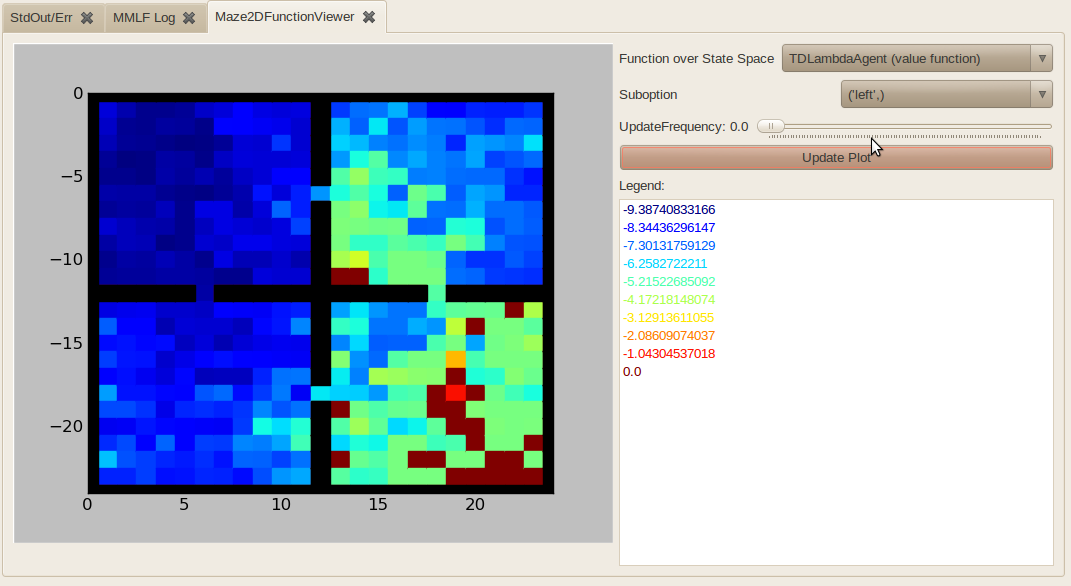 StdOut/Err MMLF Log Maze2DFunctionViewer
Function over State Space TDLambdaAgent (value function)
Suboption ('left',)
UpdateFrequency: 0.0
Update Plot
Legend:
-9.38740833166
-8.34436296147
-7.30131759129
-6.2582722211
-5.21522685092
-4.17218148074
-3.12913611055
-2.08609074037
-1.04304537018
0.0
0
−5
−10
−15
−20
0 5 10 15 20